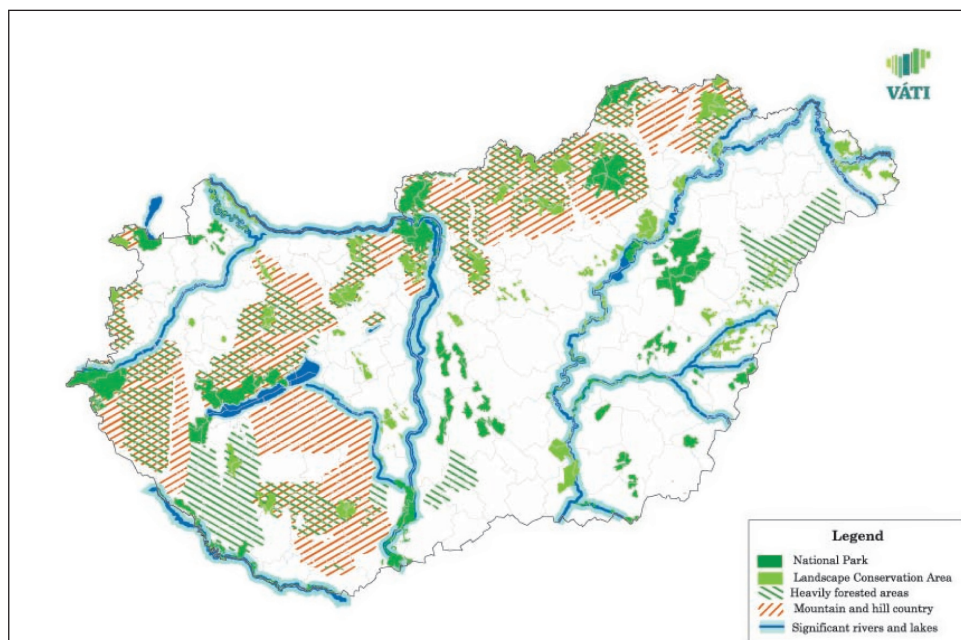 VÁTI
Legend
National Park
Landscape Conservation Area
Heavily forested areas
Mountain and hill country
Significant rivers and lakes